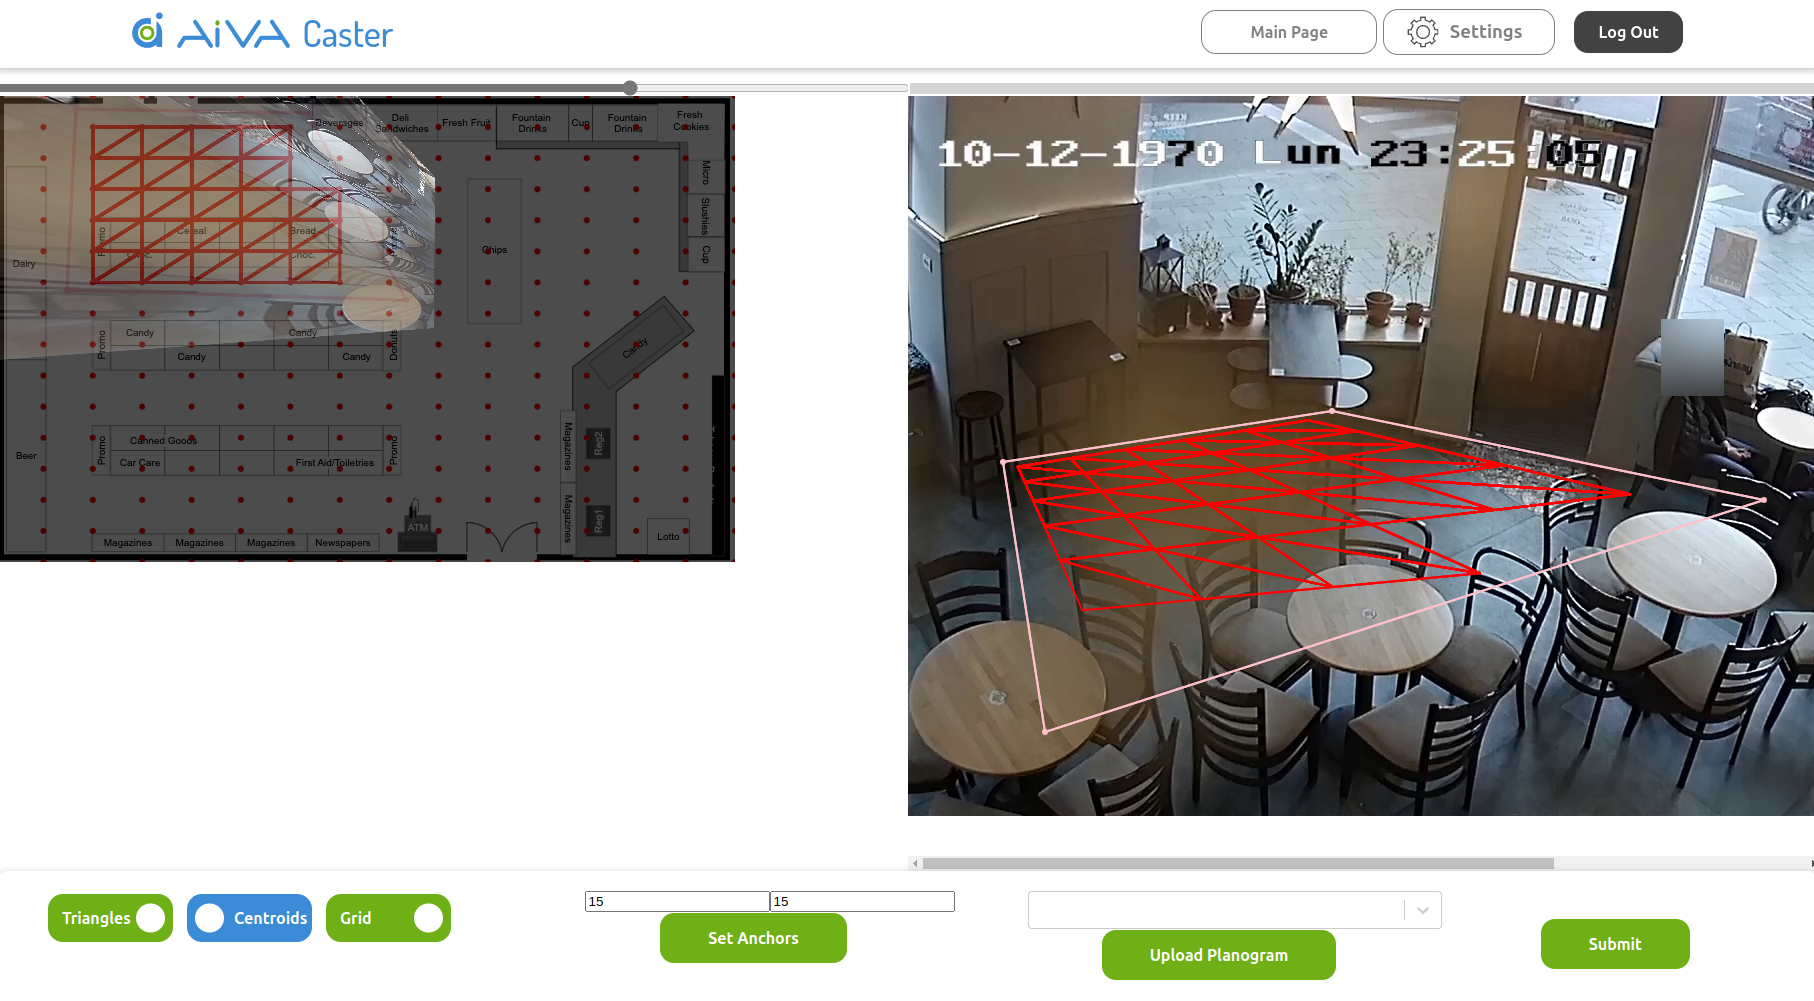 AiVA Caster
Main Page
Settings
Log Out
Beverages
Deli
Sandwiches
Fresh Fruit
Fountain
Drinks
Cup
Fountain
Drinks
Fresh
Cookies
Micro
Slushies
Cup
Cereal
Bread
Choc.
Choc.
Dairy
Chips
Promo
Candy
Candy
Candy
Candy
Donuts
Candy
Beer
Promo
Canned Goods
Car Care
First Aid/Toiletries
Promo
Magazines
Reg2
Magazines
Reg1
ATM
Lotto
Magazines
Magazines
Magazines
Newspapers
10-12-1970 Lun 23:25:05
Triangles
Centroids
Grid
15
15
Set Anchors
Upload Planogram
Submit